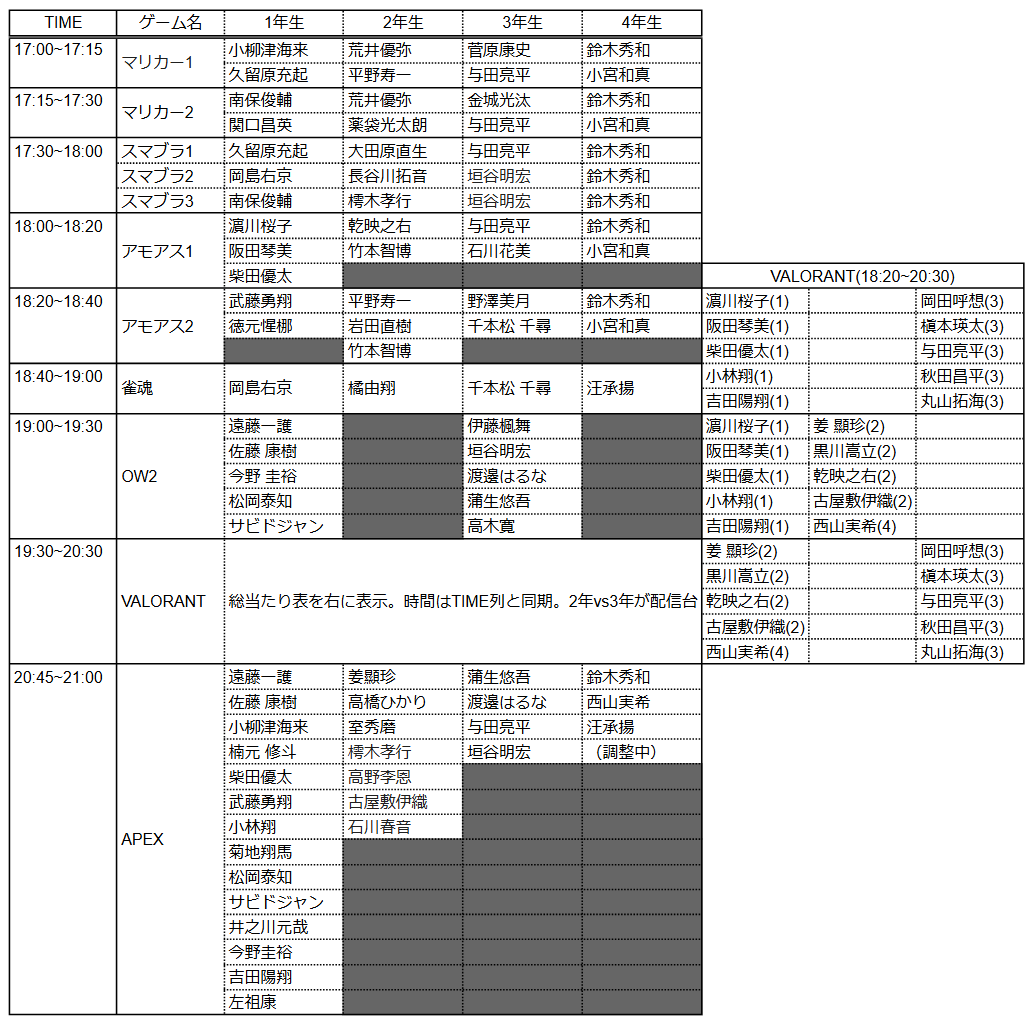 TIME ゲーム名 1年生 2年生 3年生 4年生
17:00~17:15 マリカー1 小柳津海来 荒井優弥 菅原康史 鈴木秀和
久留原充起 平野寿一 与田亮平 小宮和真
17:15~17:30 マリカー2 南保俊輔 荒井優弥 金城光汰 鈴木秀和
関口昌英 薬袋光太朗 与田亮平 小宮和真
17:30~18:00 スマブラ1 久留原充起 大田原直生 与田亮平 鈴木秀和
スマブラ2 岡島右京 長谷川拓音 垣谷明宏 鈴木秀和
スマブラ3 南保俊輔 樗木孝行 垣谷明宏 鈴木秀和
18:00~18:20 アモアス1 濵川桜子 乾映之右 与田亮平 鈴木秀和
阪田琴美 竹本智博 石川花美 小宮和真
柴田優太 VALORANT(18:20~20:30)
18:20~18:40 アモアス2 武藤勇翔 平野寿一 野澤美月 鈴木秀和 濵川桜子(1) 岡田呼想(3)
徳元惺梛 岩田直樹 千本松 千尋 小宮和真 阪田琴美(1) 槇本瑛太(3)
竹本智博 柴田優太(1) 与田亮平(3)
18:40~19:00 雀魂 岡島右京 橘由翔 千本松 千尋 汪承揚 小林翔(1) 秋田昌平(3)
吉田陽翔(1) 丸山拓海(3)
19:00~19:30 OW2 遠藤一護 伊藤楓舞 濵川桜子(1) 姜 顯珍(2)
佐藤 康樹 垣谷明宏 阪田琴美(1) 黒川嵩立(2)
今野 圭裕 渡邊はるな 柴田優太(1) 乾映之右(2)
松岡泰知 蒲生悠吾 小林翔(1) 古屋敷伊織(2)
サビドジャン 高木寛 吉田陽翔(1) 西山実希(4)
19:30~20:30 VALORANT 総当たり表を右に表示。時間はTIME列と同期。2年vs3年が配信台 姜 顯珍(2) 岡田呼想(3)
黒川嵩立(2) 槇本瑛太(3)
乾映之右(2) 与田亮平(3)
古屋敷伊織(2) 秋田昌平(3)
西山実希(4) 丸山拓海(3)
20:45~21:00 APEX 遠藤一護 姜顯珍 蒲生悠吾 鈴木秀和
佐藤 康樹 高橋ひかり 渡邊はるな 西山実希
小柳津海来 室秀磨 与田亮平 汪承揚
楠元 修斗 樗木孝行 垣谷明宏 （調整中）
柴田優太 高野李恩
武藤勇翔 古屋敷伊織
小林翔 石川春音
菊地翔馬
松岡泰知
サビドジャン
井之川元哉
今野圭裕
吉田陽翔
左祖康